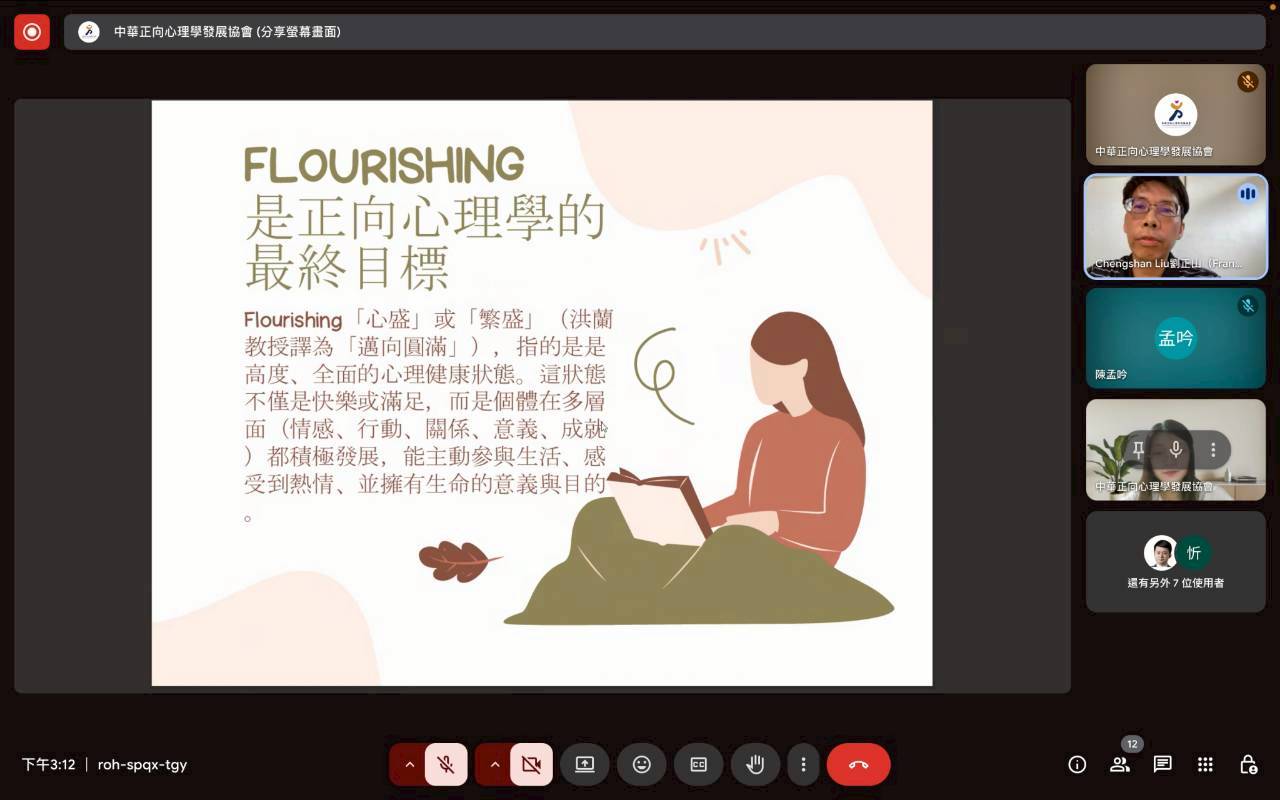 中華正向心理學發展協會 (分享螢幕畫面)
FLOURISHING
是正向心理學的
最終目標
Flourishing「心盛」或「繁盛」（洪蘭
教授譯為「邁向圓滿」），指的是是
高度、全面的心理健康狀態。這狀態
不僅是快樂或滿足，而是個體在多層
面（情感、行動、關係、意義、成就
）都積極發展，能主動參與生活、感
受到熱情、並擁有生命的意義與目的
。
中華正向心理學發展協會
Chengshan Liu劉正山（Fran...
孟吟
陳孟吟
中華正向心理學發展協會
忻
還有另外 7 位使用者
下午3:12 | roh-spqx-tgy
CC
12